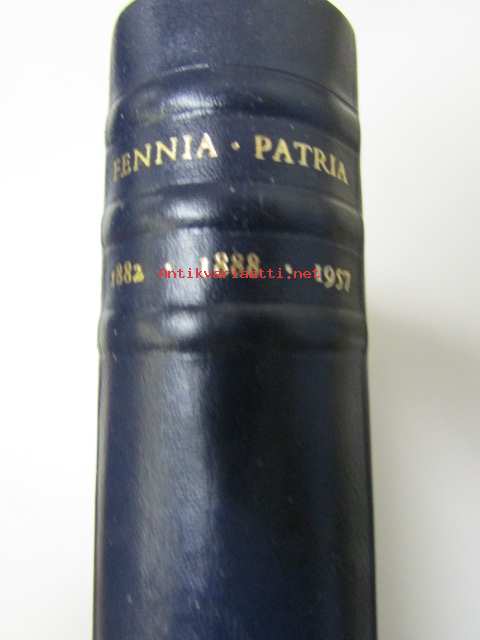 FENNIA · PATRIA
1882 · 1888 · 1957
Antikvariaatti.net